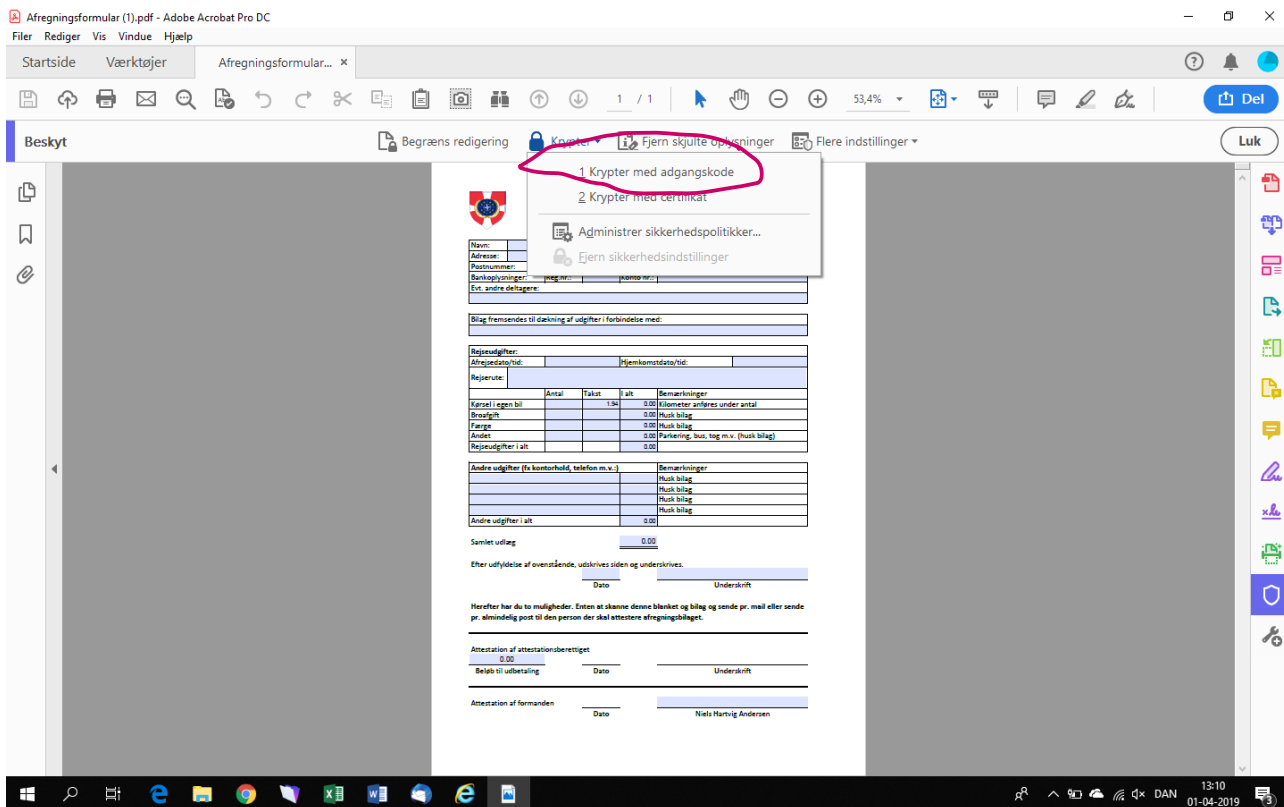 Afregningsformular (1).pdf - Adobe Acrobat Pro DC
Filer Rediger Vis Vindue Hjælp
Startside Værktøjer Afregningsformular... ×
1 / 1 53,4% Del
Beskyt Begræns redigering Krypter Fjern skjulte oplysninger Flere indstillinger Luk
1 Krypter med adgangskode
2 Krypter med certifikat
Administrer sikkerhedspolitikker...
Fjern sikkerhedsindstillinger
Navn:
Adresse:
Postnummer:
Bankoplysninger: Reg.nr.: Konto nr.:
Evt. andre deltagere:
Bilag fremsendes til dækning af udgifter i forbindelse med:
Rejseudgifter:
Afrejsedato/tid: Hjemkomstdato/tid:
Rejserute:
Antal Takst I alt Bemærkninger
Kørsel i egen bil 1.94 0.00 Kilometer anføres under antal
Broafgift 0.00 Husk bilag
Færge 0.00 Husk bilag
Andet 0.00 Parkering, bus, tog m.v. (husk bilag)
Rejseudgifter i alt 0.00
Andre udgifter (fx kontorhold, telefon m.v.:) Bemærkninger
Husk bilag
Husk bilag
Husk bilag
Husk bilag
Andre udgifter i alt 0.00
Samlet udlæg 0.00
Efter udfyldelse af ovenstående, udskrives siden og underskrives.
Dato Underskrift
Herefter har du to muligheder. Enten at skanne denne blanket og bilag og sende pr. mail eller sende
pr. almindelig post til den person der skal attestere afregningsbilaget.
Attestation af attestationsberettiget
0.00
Beløb til udbetaling Dato Underskrift
Attestation af formanden
Dato Niels Hartvig Andersen
DAN 13:10
01-04-2019